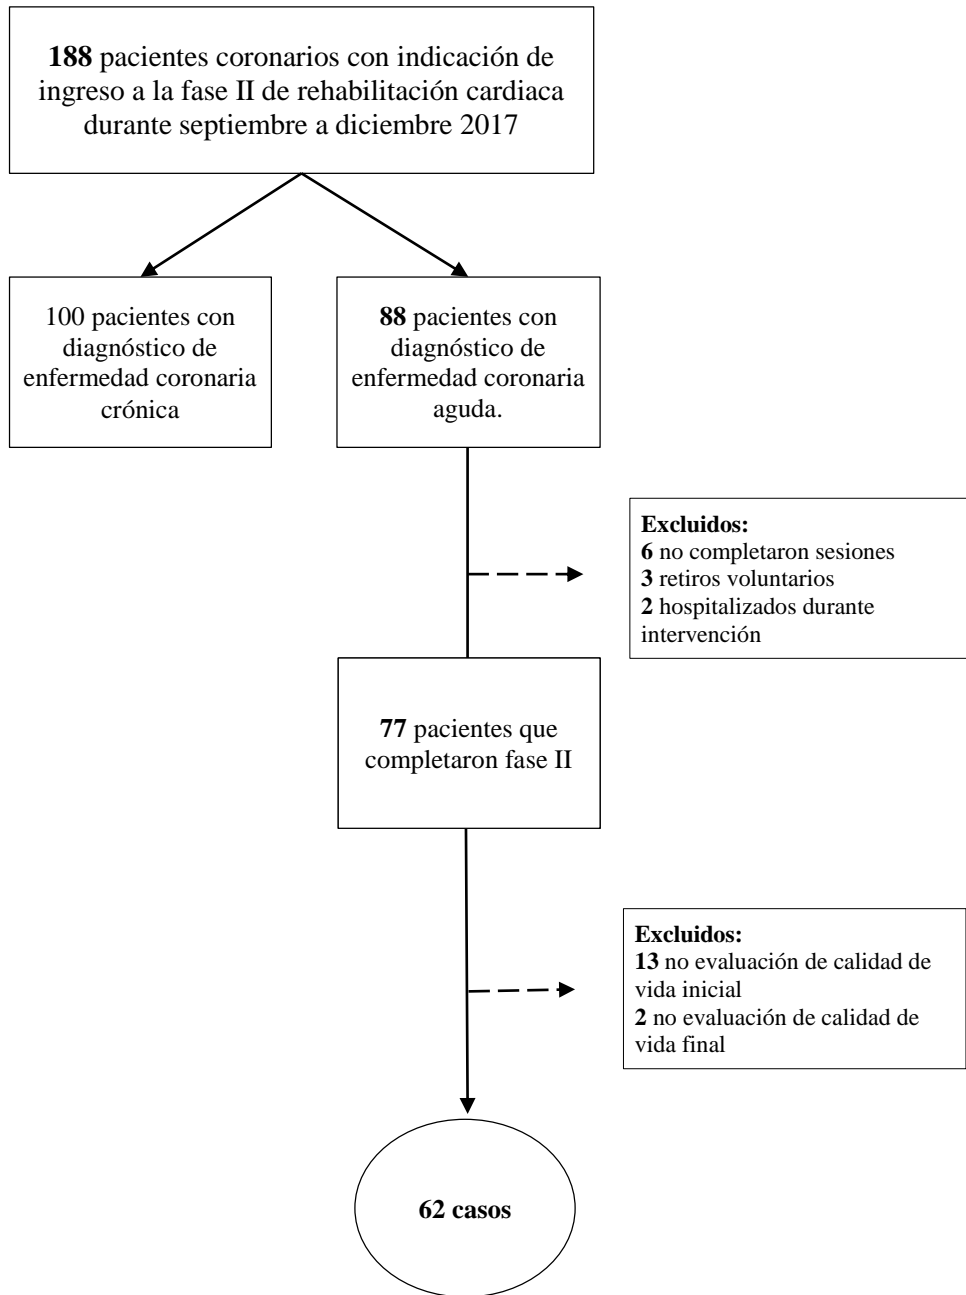 188 pacientes coronarios con indicación de
ingreso a la fase II de rehabilitación cardiaca
durante septiembre a diciembre 2017
100 pacientes con
diagnóstico de
enfermedad coronaria
crónica
88 pacientes con
diagnóstico de
enfermedad coronaria
aguda.
Excluidos:
6 no completaron sesiones
3 retiros voluntarios
2 hospitalizados durante
intervención
77 pacientes que
completaron fase II
Excluidos:
13 no evaluación de calidad de
vida inicial
2 no evaluación de calidad de
vida final
62 casos